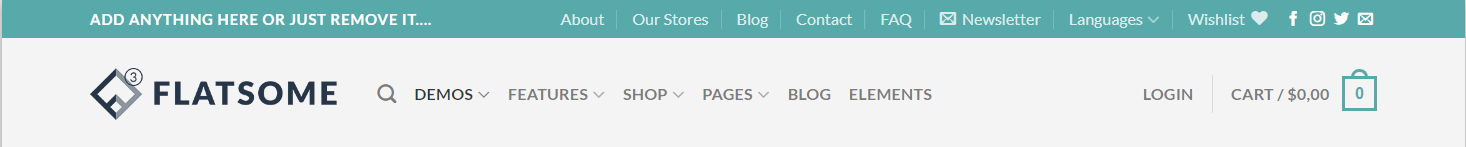 ADD ANYTHING HERE OR JUST REMOVE IT.... About Our Stores Blog Contact FAQ Newsletter Languages Wishlist
3 FLATSOME DEMOS FEATURES SHOP PAGES BLOG ELEMENTS LOGIN CART / $0,00 0